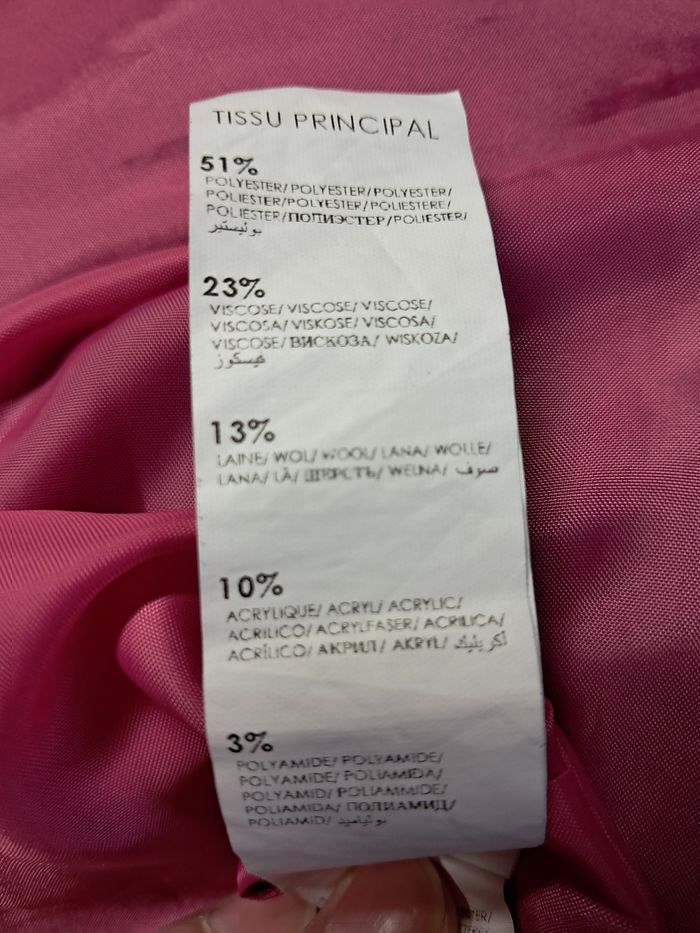 TISSU PRINCIPAL
51%
POLYESTER/ POLYESTER/POLYESTER/
POLIESTER/POLYESTER/ POLIESTERE/
POLIESTER/ПОЛИЭСТЕР/POLIESTER/
بوليستير
23%
VISCOSE/ VISCOSE/ VISCOSE/
VISCOSA/ VISKOSE/ VISCOSA/
VISCOSE/ ВИСКОЗА/ WISKOZA/
فيسكوز
13%
LAINE/ WOL/ WOOL/ LANA/ WOLLE/
LANA/ LÃ/ ШЕРСТЬ/ WEŁNA/ صوف
10%
ACRYLIQUE/ ACRYL/ ACRYLIC/
ACRILICO/ ACRYLFASER/ ACRILICA/
ACRÍLICO/ АКРИЛ/ AKRYL/ أكريليك
3%
POLYAMIDE/ POLYAMIDE/
POLYAMIDE/ POLIAMIDA/
POLYAMID/ POLIAMMIDE/
POLIAMIDA/ ПОЛИАМИД/
POLIAMID/ بولياميد